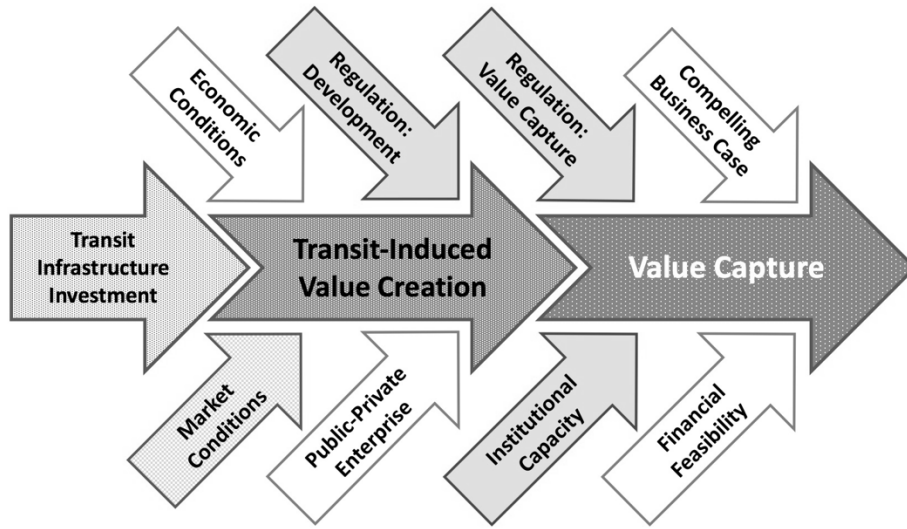 Economic
Conditions
Regulation:
Development
Regulation:
Value Capture
Compelling
Business Case
Transit
Infrastructure
Investment
Transit-Induced
Value Creation
Value Capture
Market
Conditions
Public-Private
Enterprise
Institutional
Capacity
Financial
Feasibility